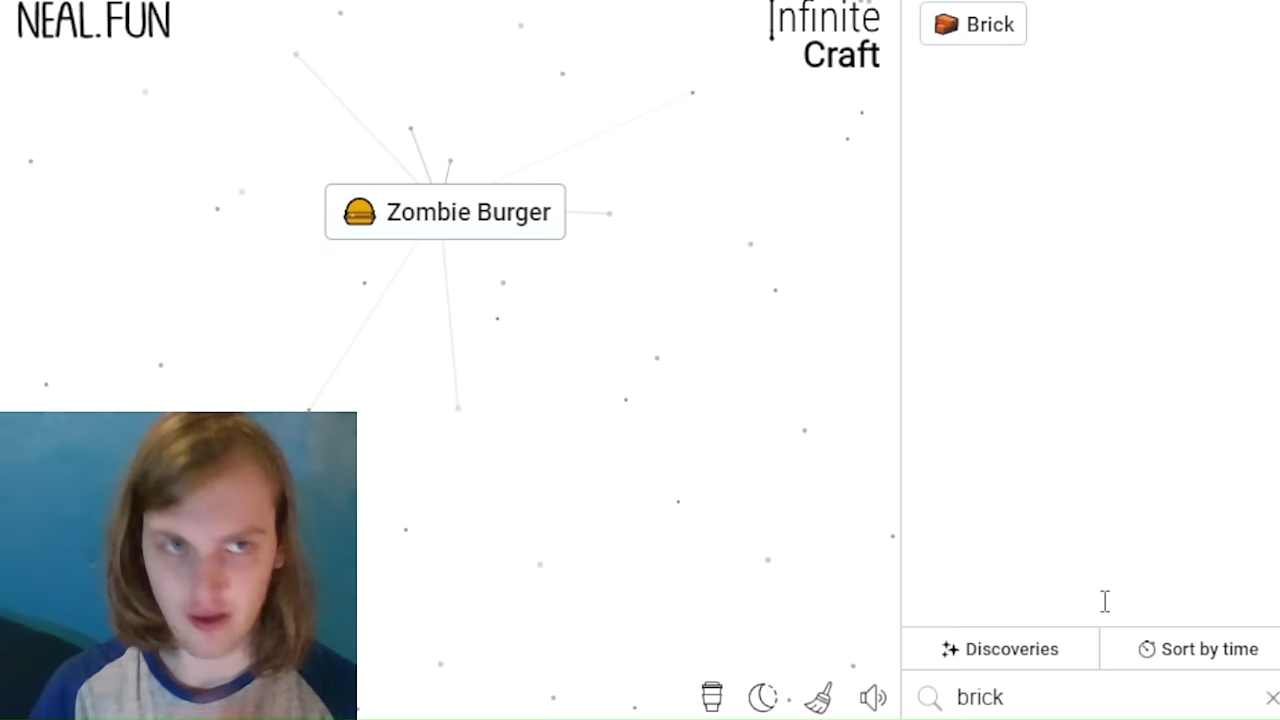 NEAL.FUN
Infinite
Craft
Brick
Zombie Burger
Discoveries
Sort by time
brick